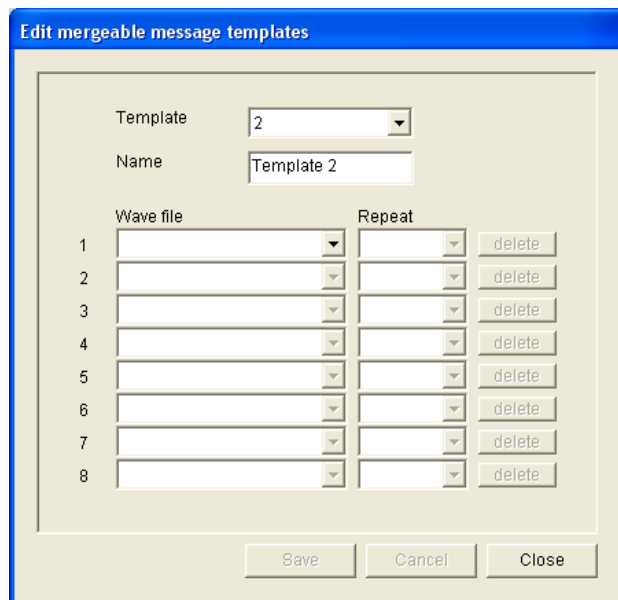 Edit mergeable message templates
Template 2
Name Template 2
Wave file Repeat
1 delete
2 delete
3 delete
4 delete
5 delete
6 delete
7 delete
8 delete
Save Cancel Close